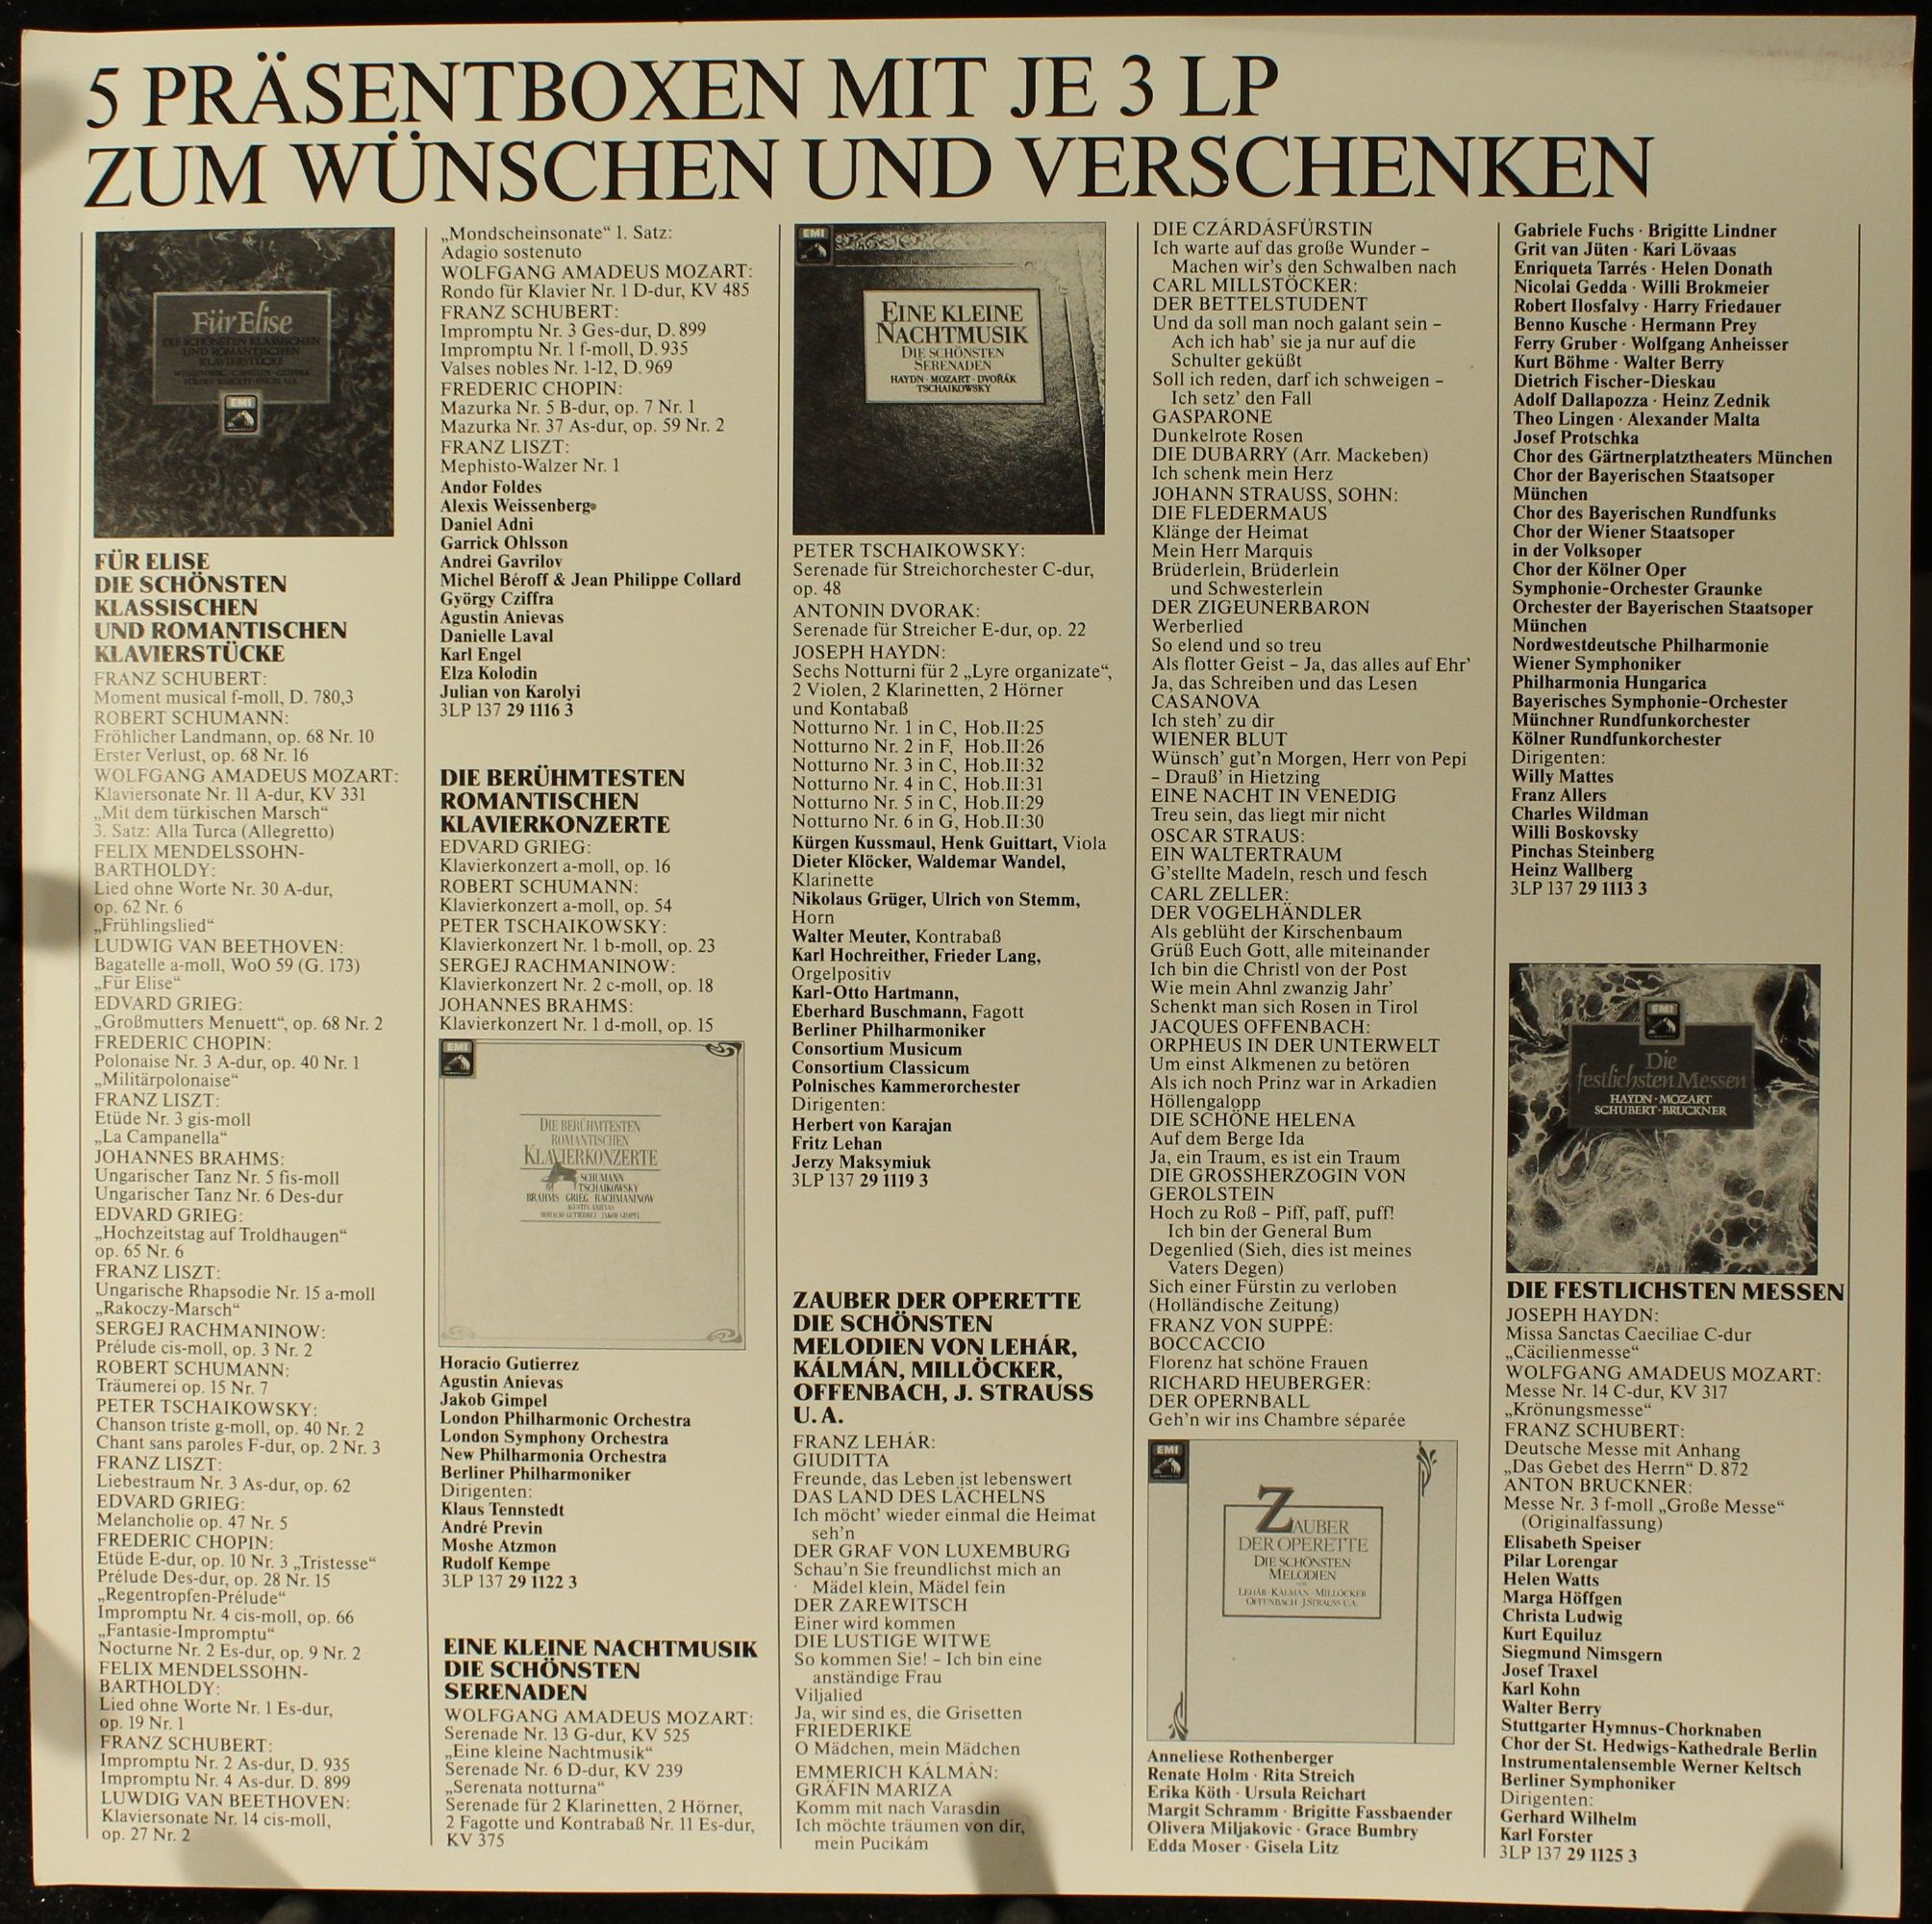 5 PRÄSENTBOXEN MIT JE 3 LP
ZUM WÜNSCHEN UND VERSCHENKEN
Für Elise
DIE SCHÖNSTEN KLASSISCHEN
UND ROMANTISCHEN
KLAVIERSTÜCKE
EMI
FÜR ELISE
DIE SCHÖNSTEN
KLASSISCHEN
UND ROMANTISCHEN
KLAVIERSTÜCKE
FRANZ SCHUBERT:
Moment musical f-moll, D. 780,3
ROBERT SCHUMANN:
Fröhlicher Landmann, op. 68 Nr. 10
Erster Verlust, op. 68 Nr. 16
WOLFGANG AMADEUS MOZART:
Klaviersonate Nr. 11 A-dur, KV 331
„Mit dem türkischen Marsch“
3. Satz: Alla Turca (Allegretto)
FELIX MENDELSSOHN-
BARTHOLDY:
Lied ohne Worte Nr. 30 A-dur,
op. 62 Nr. 6
„Frühlingslied“
LUDWIG VAN BEETHOVEN:
Bagatelle a-moll, WoO 59 (G. 173)
„Für Elise“
EDVARD GRIEG:
„Großmutters Menuett“, op. 68 Nr. 2
FREDERIC CHOPIN:
Polonaise Nr. 3 A-dur, op. 40 Nr. 1
„Militärpolonaise“
FRANZ LISZT:
Etüde Nr. 3 gis-moll
„La Campanella“
JOHANNES BRAHMS:
Ungarischer Tanz Nr. 5 fis-moll
Ungarischer Tanz Nr. 6 Des-dur
EDVARD GRIEG:
„Hochzeitstag auf Troldhaugen“
op. 65 Nr. 6
FRANZ LISZT:
Ungarische Rhapsodie Nr. 15 a-moll
„Rakoczy-Marsch“
SERGEJ RACHMANINOW:
Prélude cis-moll, op. 3 Nr. 2
ROBERT SCHUMANN:
Träumerei op. 15 Nr. 7
PETER TSCHAIKOWSKY:
Chanson triste g-moll, op. 40 Nr. 2
Chant sans paroles F-dur, op. 2 Nr. 3
FRANZ LISZT:
Liebestraum Nr. 3 As-dur, op. 62
EDVARD GRIEG:
Melancholie op. 47 Nr. 5
FREDERIC CHOPIN:
Etüde E-dur, op. 10 Nr. 3 „Tristesse“
Prélude Des-dur, op. 28 Nr. 15
„Regentropfen-Prélude“
Impromptu Nr. 4 cis-moll, op. 66
„Fantasie-Impromptu“
Nocturne Nr. 2 Es-dur, op. 9 Nr. 2
FELIX MENDELSSOHN-
BARTHOLDY:
Lied ohne Worte Nr. 1 Es-dur,
op. 19 Nr. 1
FRANZ SCHUBERT:
Impromptu Nr. 2 As-dur, D. 935
Impromptu Nr. 4 As-dur. D. 899
LUWDIG VAN BEETHOVEN:
Klaviersonate Nr. 14 cis-moll,
op. 27 Nr. 2
„Mondscheinsonate“ 1. Satz:
Adagio sostenuto
WOLFGANG AMADEUS MOZART:
Rondo für Klavier Nr. 1 D-dur, KV 485
FRANZ SCHUBERT:
Impromptu Nr. 3 Ges-dur, D. 899
Impromptu Nr. 1 f-moll, D. 935
Valses nobles Nr. 1-12, D. 969
FREDERIC CHOPIN:
Mazurka Nr. 5 B-dur, op. 7 Nr. 1
Mazurka Nr. 37 As-dur, op. 59 Nr. 2
FRANZ LISZT:
Mephisto-Walzer Nr. 1
Andor Foldes
Alexis Weissenberg
Daniel Adni
Garrick Ohlsson
Andrei Gavrilov
Michel Béroff & Jean Philippe Collard
György Cziffra
Agustin Anievas
Danielle Laval
Karl Engel
Elza Kolodin
Julian von Karolyi
3LP 137 29 1116 3
DIE BERÜHMTESTEN
ROMANTISCHEN
KLAVIERKONZERTE
EDVARD GRIEG:
Klavierkonzert a-moll, op. 16
ROBERT SCHUMANN:
Klavierkonzert a-moll, op. 54
PETER TSCHAIKOWSKY:
Klavierkonzert Nr. 1 b-moll, op. 23
SERGEJ RACHMANINOW:
Klavierkonzert Nr. 2 c-moll, op. 18
JOHANNES BRAHMS:
Klavierkonzert Nr. 1 d-moll, op. 15
EMI
DIE BERÜHMTESTEN
ROMANTISCHEN
KLAVIERKONZERTE
SCHUMANN
TSCHAIKOWSKY
BRAHMS GRIEG RACHMANINOW
AGUSTIN ANIEVAS
HORACIO GUTIERREZ JAKOB GIMPEL
Horacio Gutierrez
Agustin Anievas
Jakob Gimpel
London Philharmonic Orchestra
London Symphony Orchestra
New Philharmonia Orchestra
Berliner Philharmoniker
Dirigenten:
Klaus Tennstedt
André Previn
Moshe Atzmon
Rudolf Kempe
3LP 137 29 1122 3
EINE KLEINE NACHTMUSIK
DIE SCHÖNSTEN
SERENADEN
WOLFGANG AMADEUS MOZART:
Serenade Nr. 13 G-dur, KV 525
„Eine kleine Nachtmusik“
Serenade Nr. 6 D-dur, KV 239
„Serenata notturna“
Serenade für 2 Klarinetten, 2 Hörner,
2 Fagotte und Kontrabaß Nr. 11 Es-dur,
KV 375
EMI
EINE KLEINE
NACHTMUSIK
DIE SCHÖNSTEN
SERENADEN
HAYDN · MOZART · DVOŘÁK
TSCHAIKOWSKY
PETER TSCHAIKOWSKY:
Serenade für Streichorchester C-dur,
op. 48
ANTONIN DVORAK:
Serenade für Streicher E-dur, op. 22
JOSEPH HAYDN:
Sechs Notturni für 2 „Lyre organizate“,
2 Violen, 2 Klarinetten, 2 Hörner
und Kontabaß
Notturno Nr. 1 in C, Hob.II:25
Notturno Nr. 2 in F, Hob.II:26
Notturno Nr. 3 in C, Hob.II:32
Notturno Nr. 4 in C, Hob.II:31
Notturno Nr. 5 in C, Hob.II:29
Notturno Nr. 6 in G, Hob.II:30
Kürgen Kussmaul, Henk Guittart, Viola
Dieter Klöcker, Waldemar Wandel,
Klarinette
Nikolaus Grüger, Ulrich von Stemm,
Horn
Walter Meuter, Kontrabaß
Karl Hochreither, Frieder Lang,
Orgelpositiv
Karl-Otto Hartmann,
Eberhard Buschmann, Fagott
Berliner Philharmoniker
Consortium Musicum
Consortium Classicum
Polnisches Kammerorchester
Dirigenten:
Herbert von Karajan
Fritz Lehan
Jerzy Maksymiuk
3LP 137 29 1119 3
ZAUBER DER OPERETTE
DIE SCHÖNSTEN
MELODIEN VON LEHÁR,
KÁLMÁN, MILLÖCKER,
OFFENBACH, J. STRAUSS
U. A.
FRANZ LEHÁR:
GIUDITTA
Freunde, das Leben ist lebenswert
DAS LAND DES LÄCHELNS
Ich möcht’ wieder einmal die Heimat
seh’n
DER GRAF VON LUXEMBURG
Schau’n Sie freundlichst mich an
Mädel klein, Mädel fein
DER ZAREWITSCH
Einer wird kommen
DIE LUSTIGE WITWE
So kommen Sie! – Ich bin eine
anständige Frau
Viljalied
Ja, wir sind es, die Grisetten
FRIEDERIKE
O Mädchen, mein Mädchen
EMMERICH KÁLMÁN:
GRÄFIN MARIZA
Komm mit nach Varasdin
Ich möchte träumen von dir,
mein Pucikám
DIE CZÁRDÁSFÜRSTIN
Ich warte auf das große Wunder –
Machen wir’s den Schwalben nach
CARL MILLSTÖCKER:
DER BETTELSTUDENT
Und da soll man noch galant sein –
Ach ich hab’ sie ja nur auf die
Schulter geküßt
Soll ich reden, darf ich schweigen –
Ich setz’ den Fall
GASPARONE
Dunkelrote Rosen
DIE DUBARRY (Arr. Mackeben)
Ich schenk mein Herz
JOHANN STRAUSS, SOHN:
DIE FLEDERMAUS
Klänge der Heimat
Mein Herr Marquis
Brüderlein, Brüderlein
und Schwesterlein
DER ZIGEUNERBARON
Werberlied
So elend und so treu
Als flotter Geist – Ja, das alles auf Ehr’
Ja, das Schreiben und das Lesen
CASANOVA
Ich steh’ zu dir
WIENER BLUT
Wünsch’ gut’n Morgen, Herr von Pepi
– Drauß’ in Hietzing
EINE NACHT IN VENEDIG
Treu sein, das liegt mir nicht
OSCAR STRAUS:
EIN WALTERTRAUM
G’stellte Madeln, resch und fesch
CARL ZELLER:
DER VOGELHÄNDLER
Als geblüht der Kirschenbaum
Grüß Euch Gott, alle miteinander
Ich bin die Christl von der Post
Wie mein Ahnl zwanzig Jahr’
Schenkt man sich Rosen in Tirol
JACQUES OFFENBACH:
ORPHEUS IN DER UNTERWELT
Um einst Alkmenen zu betören
Als ich noch Prinz war in Arkadien
Höllengalopp
DIE SCHÖNE HELENA
Auf dem Berge Ida
Ja, ein Traum, es ist ein Traum
DIE GROSSHERZOGIN VON
GEROLSTEIN
Hoch zu Roß – Piff, paff, puff!
Ich bin der General Bum
Degenlied (Sieh, dies ist meines
Vaters Degen)
Sich einer Fürstin zu verloben
(Holländische Zeitung)
FRANZ VON SUPPÉ:
BOCCACCIO
Florenz hat schöne Frauen
RICHARD HEUBERGER:
DER OPERNBALL
Geh’n wir ins Chambre séparée
EMI
ZAUBER
DER OPERETTE
DIE SCHÖNSTEN
MELODIEN
VON
LEHÁR · KÁLMÁN · MILLÖCKER
OFFENBACH · J. STRAUSS U. A.
Anneliese Rothenberger
Renate Holm · Rita Streich
Erika Köth · Ursula Reichart
Margit Schramm · Brigitte Fassbaender
Olivera Miljakovic · Grace Bumbry
Edda Moser · Gisela Litz
Gabriele Fuchs · Brigitte Lindner
Grit van Jüten · Kari Lövaas
Enriqueta Tarrés · Helen Donath
Nicolai Gedda · Willi Brokmeier
Robert Ilosfalvy · Harry Friedauer
Benno Kusche · Hermann Prey
Ferry Gruber · Wolfgang Anheisser
Kurt Böhme · Walter Berry
Dietrich Fischer-Dieskau
Adolf Dallapozza · Heinz Zednik
Theo Lingen · Alexander Malta
Josef Protschka
Chor des Gärtnerplatztheaters München
Chor der Bayerischen Staatsoper
München
Chor des Bayerischen Rundfunks
Chor der Wiener Staatsoper
in der Volksoper
Chor der Kölner Oper
Symphonie-Orchester Graunke
Orchester der Bayerischen Staatsoper
München
Nordwestdeutsche Philharmonie
Wiener Symphoniker
Philharmonia Hungarica
Bayerisches Symphonie-Orchester
Münchner Rundfunkorchester
Kölner Rundfunkorchester
Dirigenten:
Willy Mattes
Franz Allers
Charles Wildman
Willi Boskovsky
Pinchas Steinberg
Heinz Wallberg
3LP 137 29 1113 3
EMI
Die
festlichsten Messen
HAYDN · MOZART
SCHUBERT · BRUCKNER
DIE FESTLICHSTEN MESSEN
JOSEPH HAYDN:
Missa Sanctas Caeciliae C-dur
„Cäcilienmesse“
WOLFGANG AMADEUS MOZART:
Messe Nr. 14 C-dur, KV 317
„Krönungsmesse“
FRANZ SCHUBERT:
Deutsche Messe mit Anhang
„Das Gebet des Herrn“ D. 872
ANTON BRUCKNER:
Messe Nr. 3 f-moll „Große Messe“
(Originalfassung)
Elisabeth Speiser
Pilar Lorengar
Helen Watts
Marga Höffgen
Christa Ludwig
Kurt Equiluz
Siegmund Nimsgern
Josef Traxel
Karl Kohn
Walter Berry
Stuttgarter Hymnus-Chorknaben
Chor der St. Hedwigs-Kathedrale Berlin
Instrumentalensemble Werner Keltsch
Berliner Symphoniker
Dirigenten:
Gerhard Wilhelm
Karl Forster
3LP 137 29 1125 3